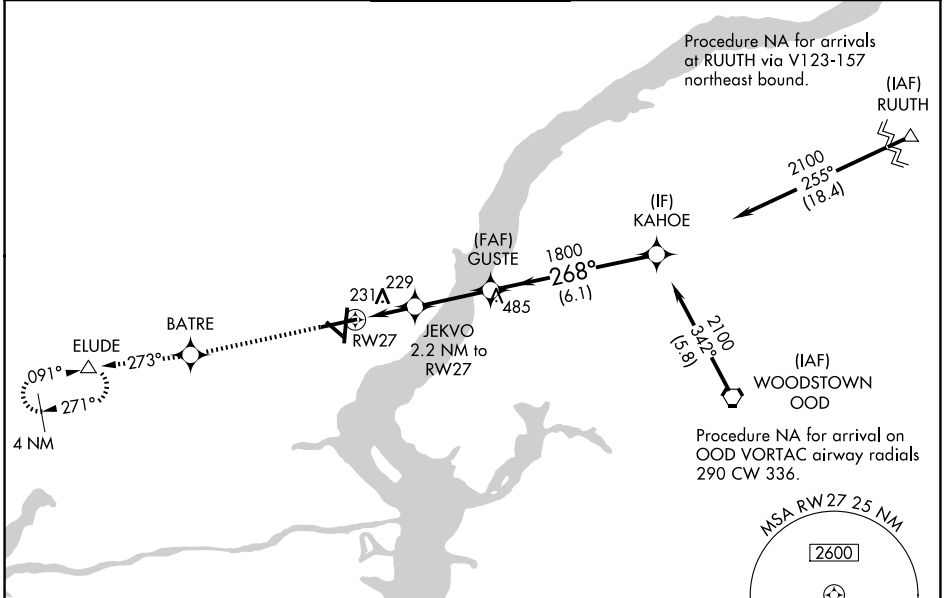 Procedure NA for arrivals
at RUUTH via V123-157
northeast bound.
(IAF)
RUUTH
2100
255°
(18.4)
(IF)
KAHOE
(FAF)
GUSTE
1800
268°
(6.1)
485
231
229
JEKVO
2.2 NM to
RW27
RW27
BATRE
ELUDE
273°
091°
271°
4 NM
2100
342°
(5.8)
(IAF)
WOODSTOWN
OOD
Procedure NA for arrival on
OOD VORTAC airway radials
290 CW 336.
MSA RW27 25 NM
2600